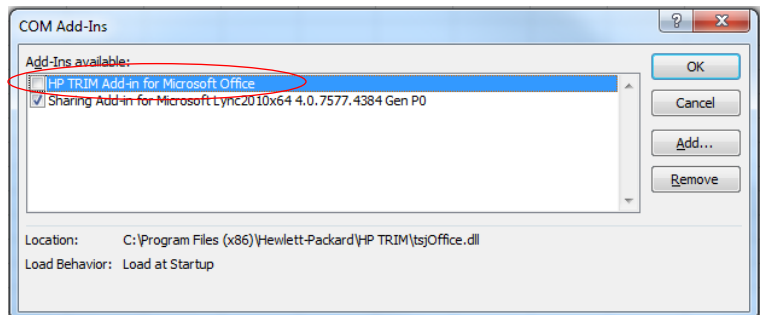 COM Add-Ins
?
X
Add-Ins available:
HP TRIM Add-in for Microsoft Office
Sharing Add-in for Microsoft Lync2010x64 4.0.7577.4384 Gen P0
OK
Cancel
Add...
Remove
Location: C:\Program Files (x86)\Hewlett-Packard\HP TRIM\tsjOffice.dll
Load Behavior: Load at Startup